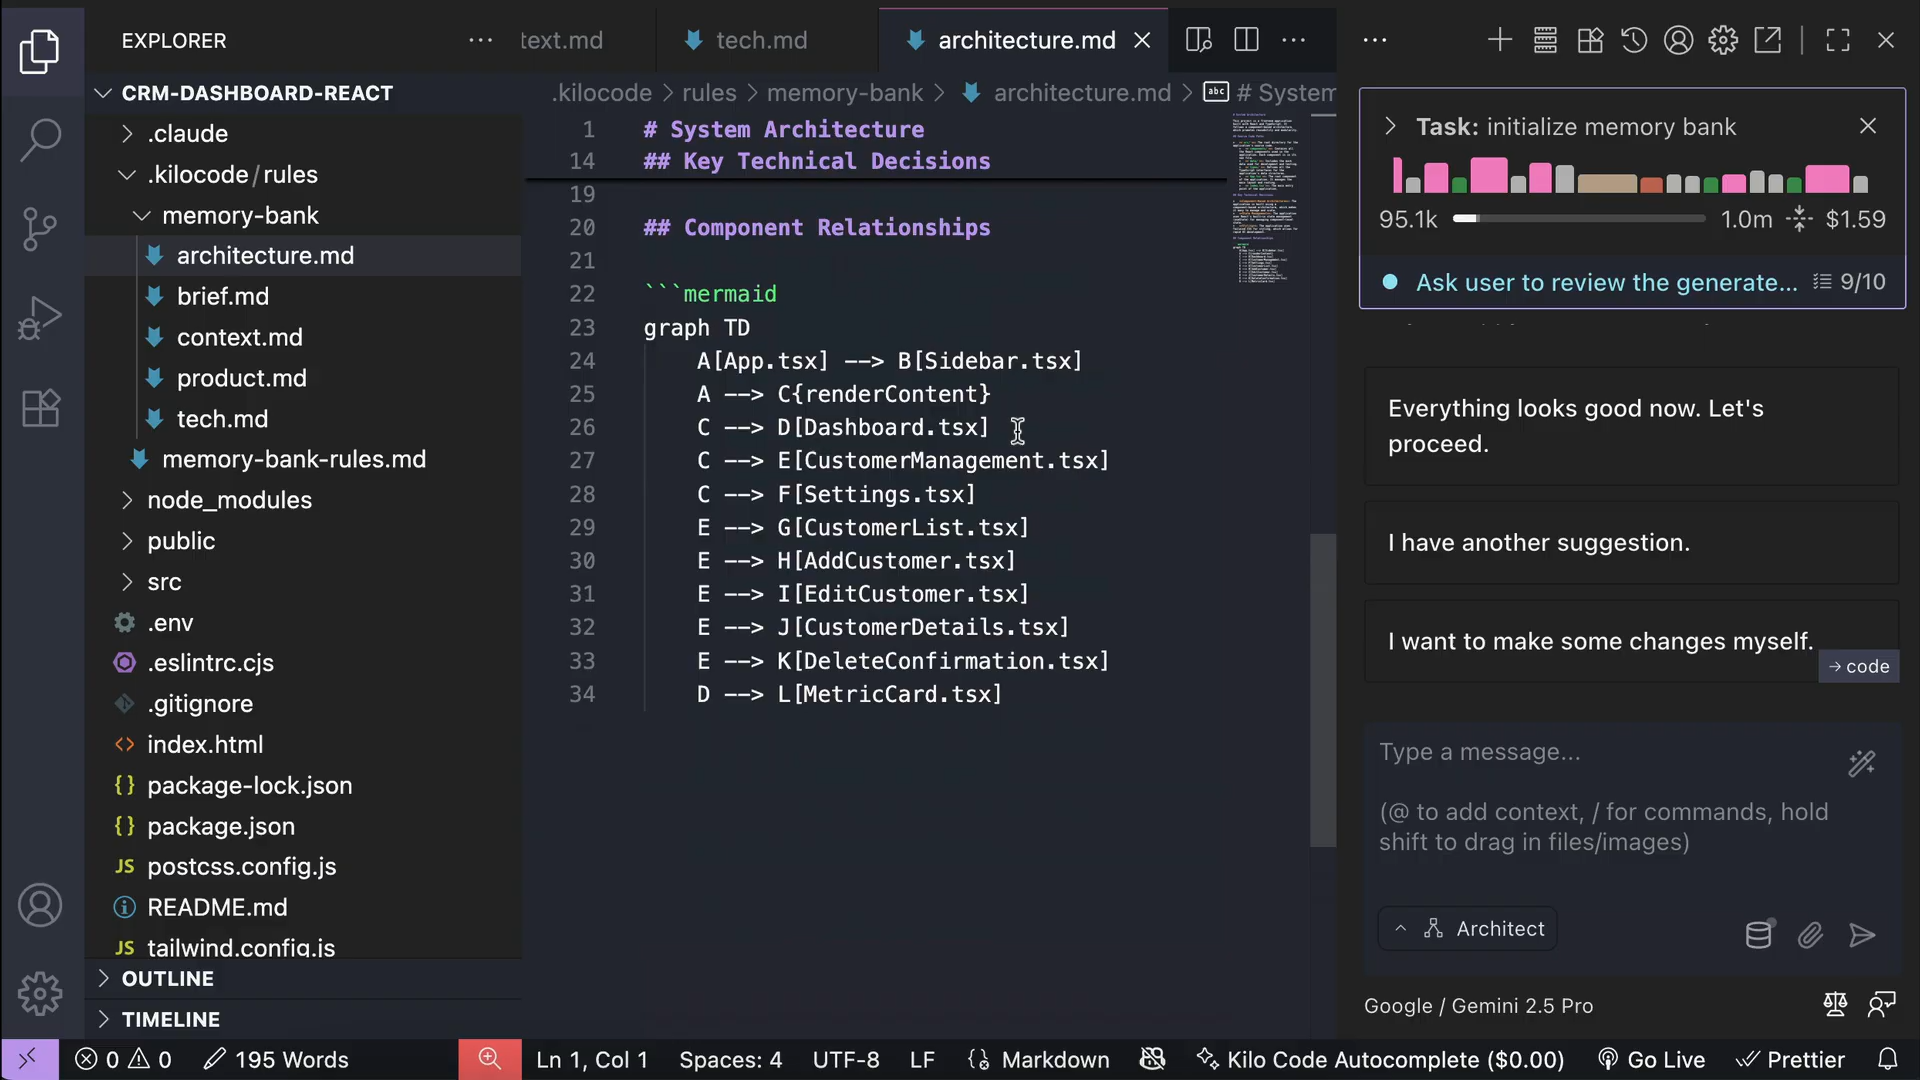 EXPLORER
CRM-DASHBOARD-REACT
.claude
.kilocode/rules
memory-bank
architecture.md
brief.md
context.md
product.md
tech.md
memory-bank-rules.md
node_modules
public
src
.env
.eslintrc.cjs
.gitignore
index.html
package-lock.json
package.json
JS postcss.config.js
README.md
JS tailwind.config.js
OUTLINE
TIMELINE
text.md
tech.md
architecture.md
.kilocode > rules > memory-bank > architecture.md > abc # System
1 # System Architecture
14 ## Key Technical Decisions
19
20 ## Component Relationships
21
22 ```mermaid
23 graph TD
24 A[App.tsx] --> B[Sidebar.tsx]
25 A --> C{renderContent}
26 C --> D[Dashboard.tsx]
27 C --> E[CustomerManagement.tsx]
28 C --> F[Settings.tsx]
29 E --> G[CustomerList.tsx]
30 E --> H[AddCustomer.tsx]
31 E --> I[EditCustomer.tsx]
32 E --> J[CustomerDetails.tsx]
33 E --> K[DeleteConfirmation.tsx]
34 D --> L[MetricCard.tsx]
Task: initialize memory bank
95.1k 1.0m $1.59
Ask user to review the generate... 9/10
Everything looks good now. Let's
proceed.
I have another suggestion.
I want to make some changes myself.
→ code
Type a message...
(@ to add context, / for commands, hold
shift to drag in files/images)
Architect
Google / Gemini 2.5 Pro
0 0 195 Words Ln 1, Col 1 Spaces: 4 UTF-8 LF Markdown Kilo Code Autocomplete ($0.00) Go Live Prettier